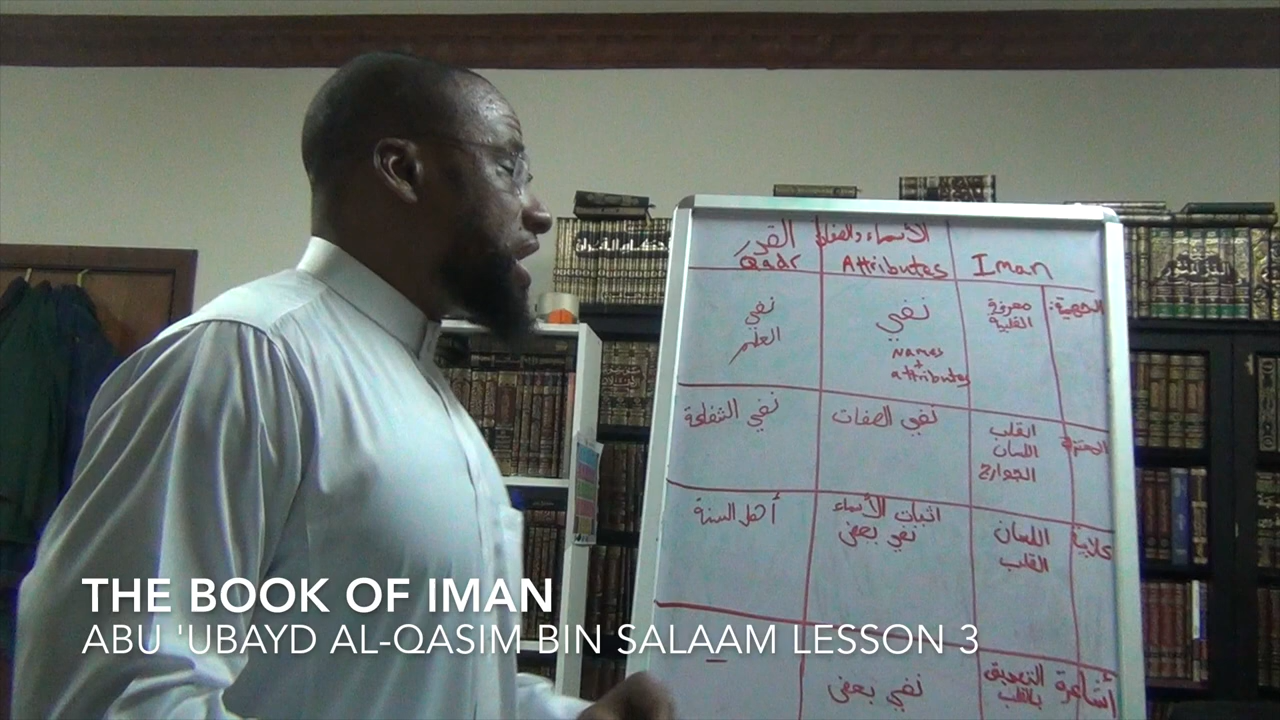 القدر
الأسماء والصفات
Qadr
Attributes
Iman
الجهمية:
معرفة
القلبية
نفي
Names
+
attributes
نفي
العلم
القلب
اللسان
الجوارح
نفي الصفات
نفي
كلابية
اللسان
القلب
اثبات الأسماء
نفي بعض
أهل السنة
أشاعرة
التصديق
بالقلب
نفي بعض
THE BOOK OF IMAN
ABU 'UBAYD AL-QASIM BIN SALAAM LESSON 3